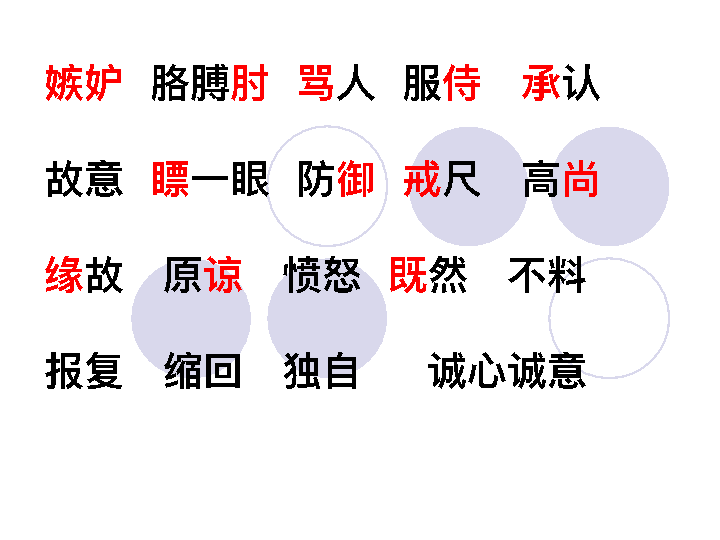 嫉妒 胳膊肘 骂人 服侍 承认
故意 瞟一眼 防御 戒尺 高尚
缘故 原谅 愤怒 既然 不料
报复 缩回 独自 诚心诚意